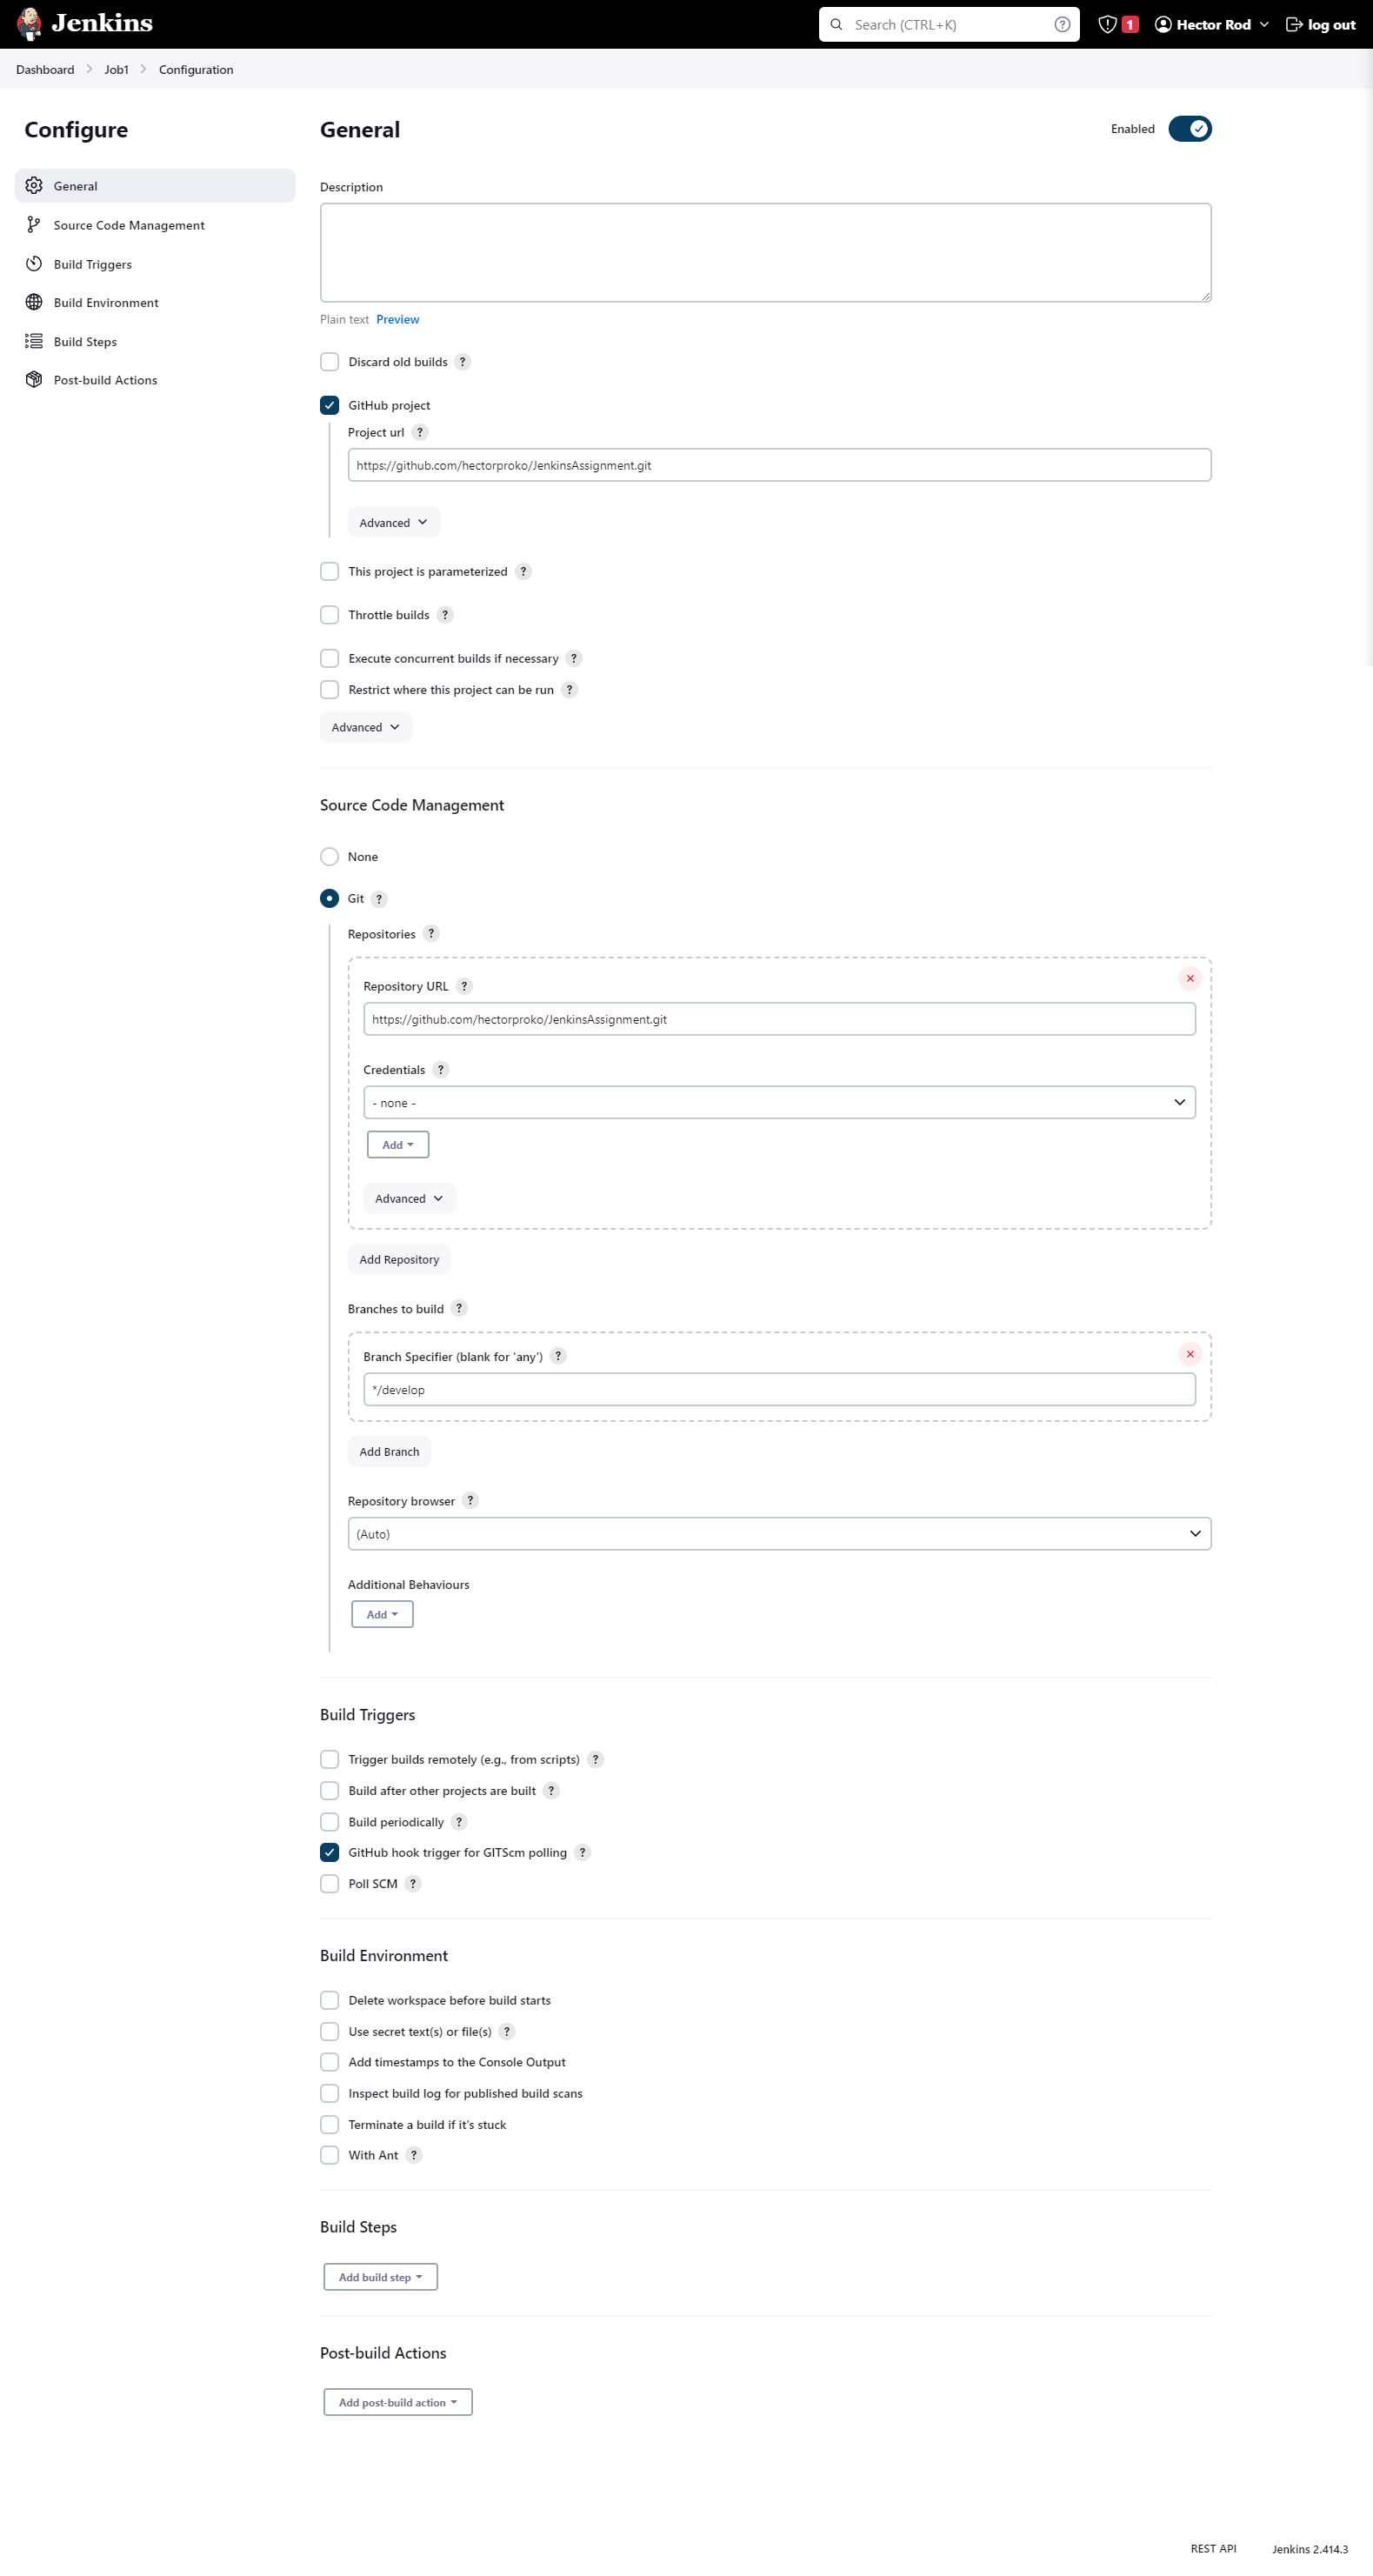 Jenkins
Search (CTRL+K)
?
1
Hector Rod
log out
Dashboard > Job1 > Configuration
Configure
General
Source Code Management
Build Triggers
Build Environment
Build Steps
Post-build Actions
General
Enabled
Description
Plain text Preview
Discard old builds ?
GitHub project
Project url ?
https://github.com/hectorproko/JenkinsAssignment.git
Advanced
This project is parameterized ?
Throttle builds ?
Execute concurrent builds if necessary ?
Restrict where this project can be run ?
Advanced
Source Code Management
None
Git ?
Repositories ?
Repository URL ?
https://github.com/hectorproko/JenkinsAssignment.git
Credentials ?
- none -
Add
Advanced
Add Repository
Branches to build ?
Branch Specifier (blank for 'any') ?
*/develop
Add Branch
Repository browser ?
(Auto)
Additional Behaviours
Add
Build Triggers
Trigger builds remotely (e.g., from scripts) ?
Build after other projects are built ?
Build periodically ?
GitHub hook trigger for GITScm polling ?
Poll SCM ?
Build Environment
Delete workspace before build starts
Use secret text(s) or file(s) ?
Add timestamps to the Console Output
Inspect build log for published build scans
Terminate a build if it's stuck
With Ant ?
Build Steps
Add build step
Post-build Actions
Add post-build action
REST API
Jenkins 2.414.3